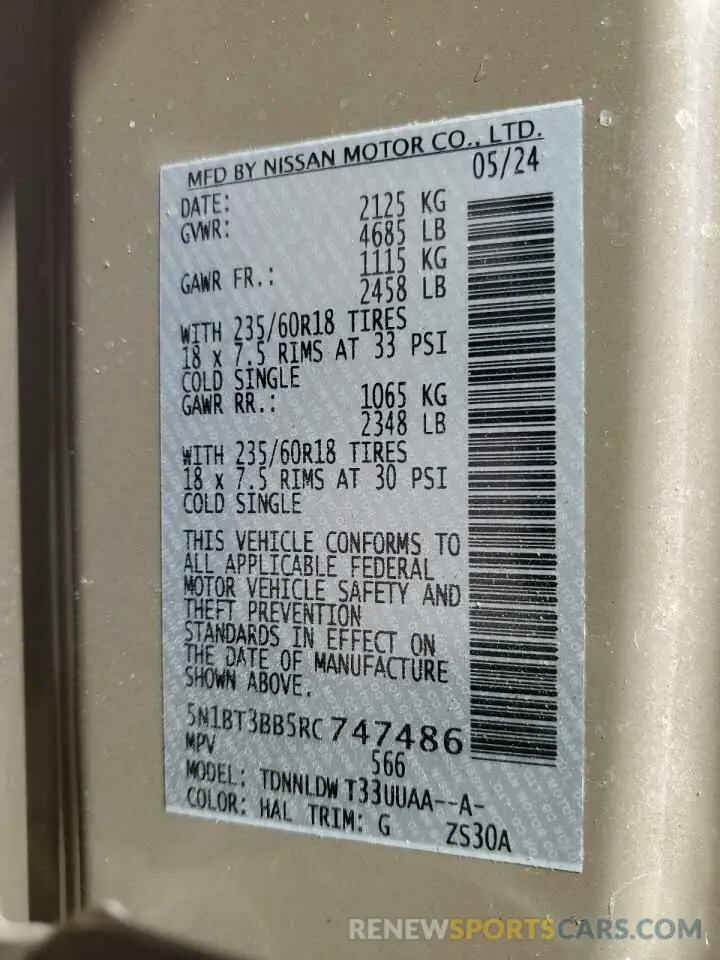 MFD BY NISSAN MOTOR CO., LTD.
DATE: 05/24
GVWR: 2125 KG
4685 LB
GAWR FR.: 1115 KG
2458 LB
WITH 235/60R18 TIRES
18 x 7.5 RIMS AT 33 PSI
COLD SINGLE
GAWR RR.: 1065 KG
2348 LB
WITH 235/60R18 TIRES
18 x 7.5 RIMS AT 30 PSI
COLD SINGLE
THIS VEHICLE CONFORMS TO
ALL APPLICABLE FEDERAL
MOTOR VEHICLE SAFETY AND
THEFT PREVENTION
STANDARDS IN EFFECT ON
THE DATE OF MANUFACTURE
SHOWN ABOVE.
5N1BT3BB5RC747486
MPV 566
MODEL: TDNNLDW T33UUAA--A-
COLOR: HAL TRIM: G ZS30A
RENEWSPORTSCARS.COM